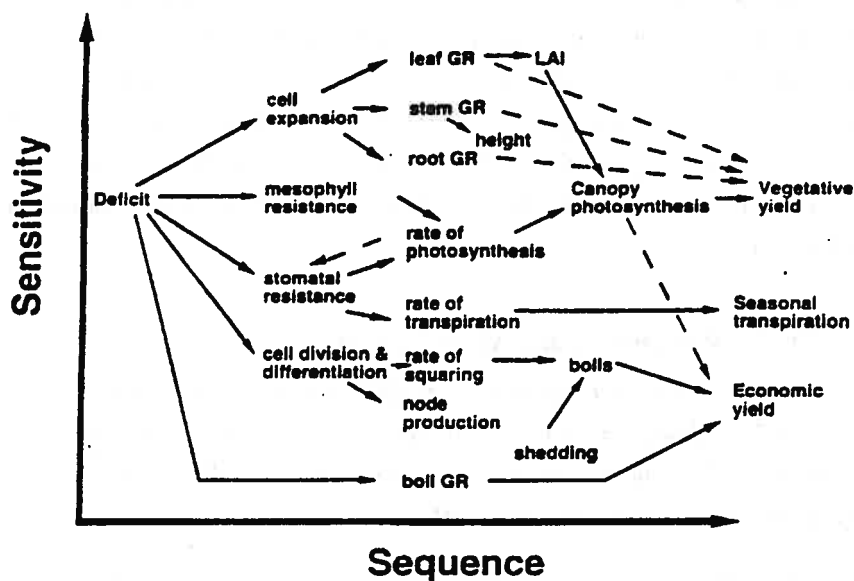 Sensitivity
Deficit
cell
expansion
mesophyll
resistance
stomatal
resistance
cell division &
differentiation
leaf GR
LAI
stem GR
height
root GR
rate of
photosynthesis
rate of
transpiration
rate of
squaring
node
production
boll GR
bolls
shedding
Canopy
photosynthesis
Vegetative
yield
Seasonal
transpiration
Economic
yield
Sequence